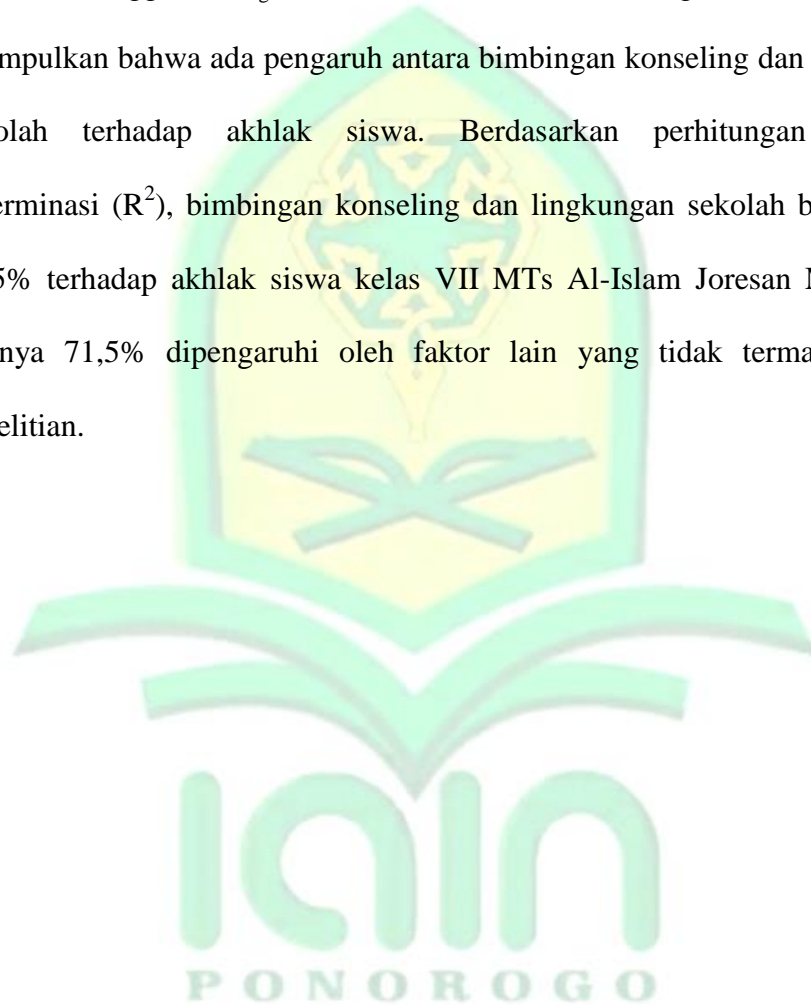 mpulkan bahwa ada pengaruh antara bimbingan konseling dan
olah terhadap akhlak siswa. Berdasarkan perhitungan
erminasi (R²), bimbingan konseling dan lingkungan sekolah b
5% terhadap akhlak siswa kelas VII MTs Al-Islam Joresan
nya 71,5% dipengaruhi oleh faktor lain yang tidak terma
elitian.
iain
PONOROGO